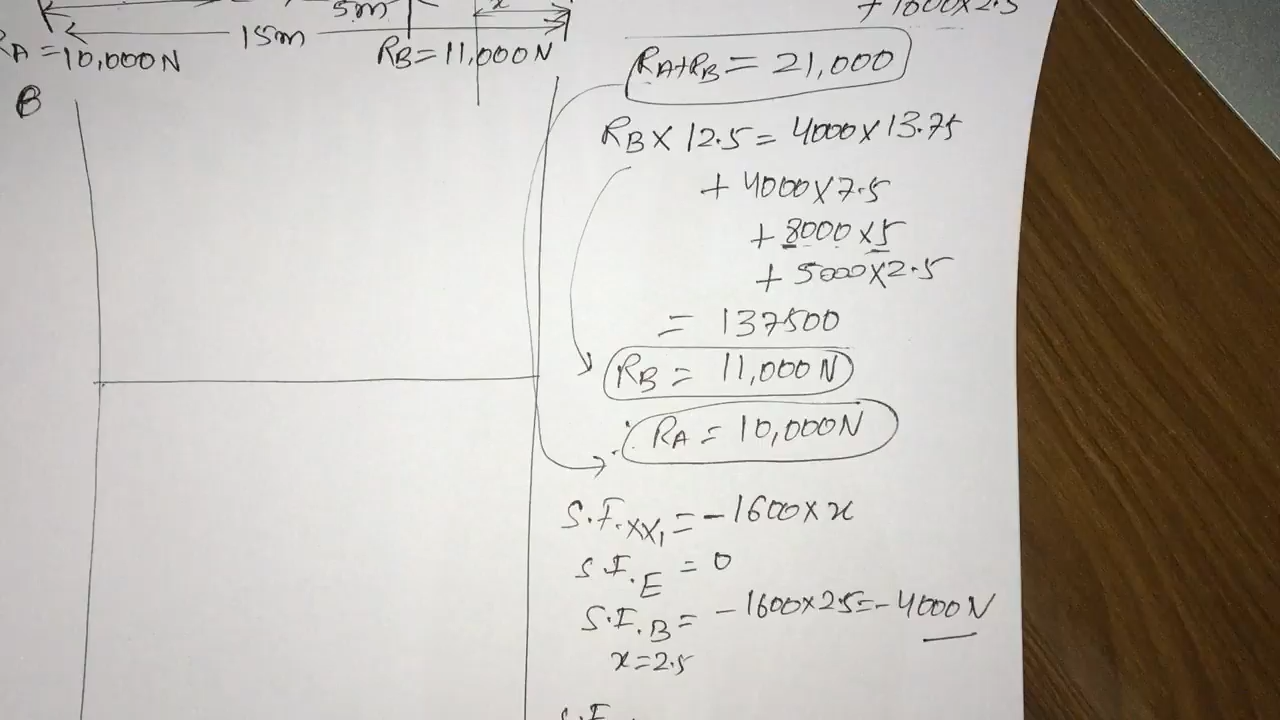 5m x
15m
RA = 10,000N RB = 11,000N
B
+ 1600×2.5
RA+RB = 21,000
RB × 12.5 = 4000×13.75
+ 4000×7.5
+ 8000×5
+ 5000×2.5
= 137500
RB = 11,000N
RA = 10,000N
S.F.XX1 = -1600×x
S.F.E = 0
S.F.B = -1600×2.5=-4000N
x=2.5
S.F.